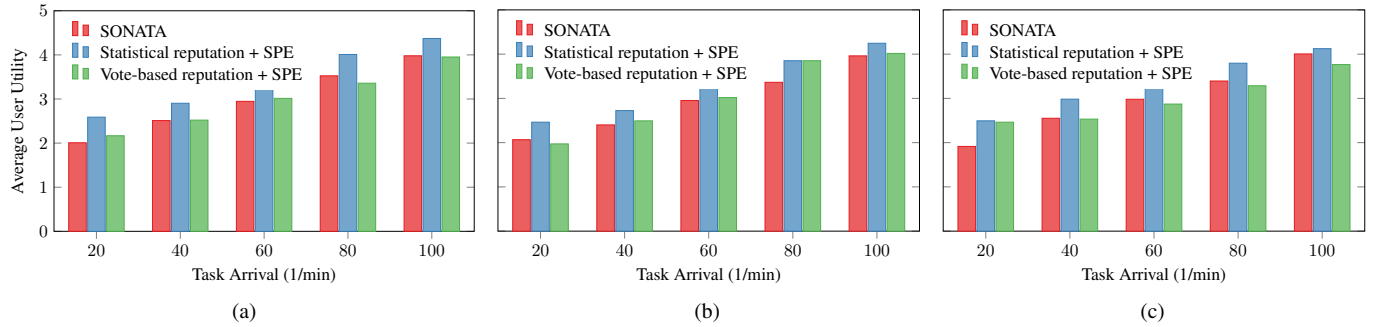 Average User Utility
5
4
3
2
1
0
SONATA
Statistical reputation + SPE
Vote-based reputation + SPE
20 40 60 80 100
Task Arrival (1/min)
(a)
SONATA
Statistical reputation + SPE
Vote-based reputation + SPE
20 40 60 80 100
Task Arrival (1/min)
(b)
SONATA
Statistical reputation + SPE
Vote-based reputation + SPE
20 40 60 80 100
Task Arrival (1/min)
(c)